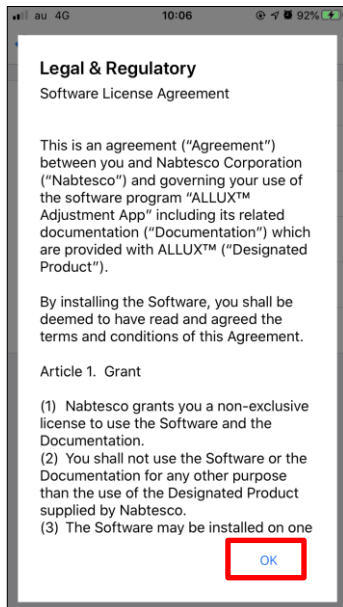 au 4G 10:06 92%
Legal & Regulatory
Software License Agreement
This is an agreement (“Agreement”)
between you and Nabtesco Corporation
(“Nabtesco”) and governing your use of
the software program “ALLUX™
Adjustment App” including its related
documentation (“Documentation”) which
are provided with ALLUX™ (“Designated
Product”).
By installing the Software, you shall be
deemed to have read and agreed the
terms and conditions of this Agreement.
Article 1. Grant
(1) Nabtesco grants you a non-exclusive
license to use the Software and the
Documentation.
(2) You shall not use the Software or the
Documentation for any other purpose
than the use of the Designated Product
supplied by Nabtesco.
(3) The Software may be installed on one
OK